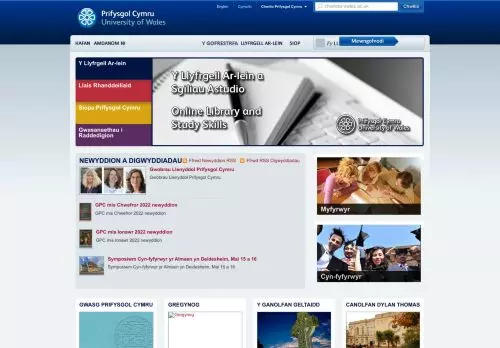 Prifysgol Cymru
University of Wales
English Cymraeg Chwilio Prifysgol Cymru
Chwilio
HAFAN AMDANOM NI Y GOFRESTRFA LLYFRGELL AR-LEIN SIOP
Mewngofnodi
Y Llyfrgell Ar-lein
Llais Rhanddeiliaid
Siopa Prifysgol Cymru
Gwasanaethau i
Raddedigion
Y Llyfrgell Ar-lein a
Sgiliau Astudio
Online Library and
Study Skills
Prifysgol Cymru
University of Wales
NEWYDDION A DIGWYDDIADAU Ffrwd Newyddion RSS Ffrwd RSS Digwyddiadau
Gwobrau Llenyddol Prifysgol Cymru
Gwobrau Llenyddol Prifysgol Cymru
GPC mis Chwefror 2022 newyddion
GPC mis Chwefror 2022 newyddion
GPC mis Ionawr 2022 newyddion
GPC mis Ionawr 2022 newyddion
Symposiwm Cyn-fyfyrwyr yr Almaen yn Deidesheim, Mai 15 a 16
Symposiwm Cyn-fyfyrwyr yr Almaen yn Deidesheim, Mai 15 a 16
Myfyrwyr
Cyn-fyfyrwyr
GWASG PRIFYSGOL CYMRU
GREGYNOG
Y GANOLFAN GELTAIDD
CANOLFAN DYLAN THOMAS
Gregynog